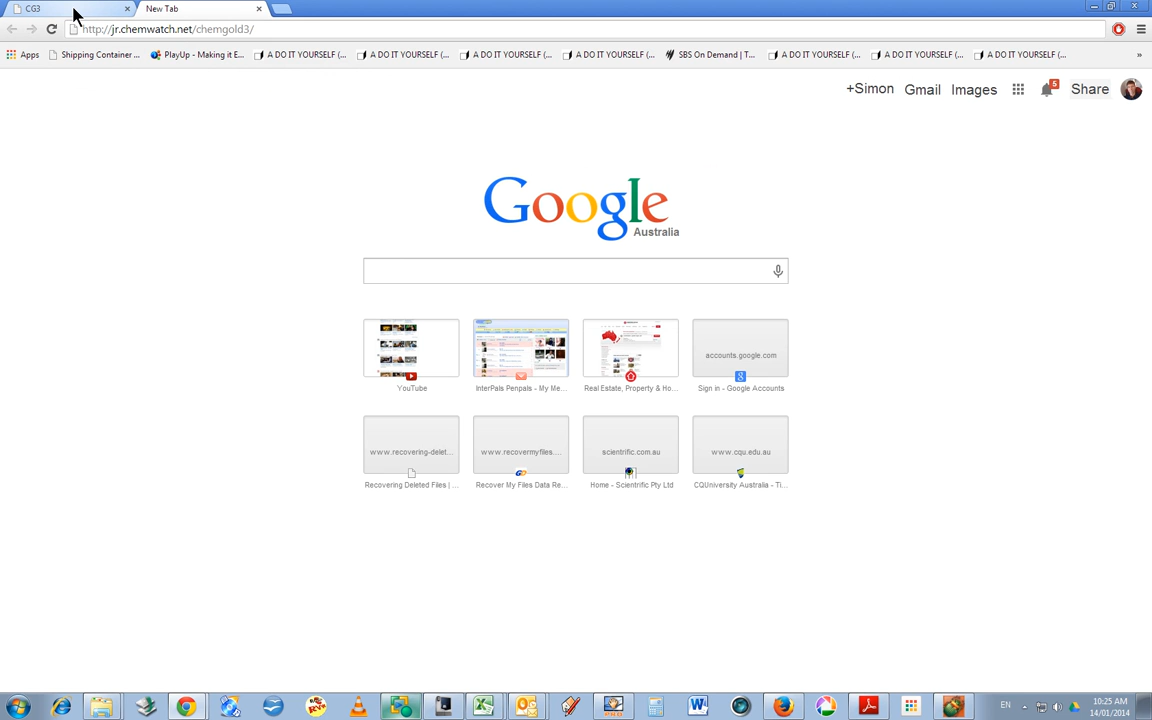 CG3
New Tab
http://jr.chemwatch.net/chemgold3/
Apps
Shipping Container ...
PlayUp - Making it E...
A DO IT YOURSELF (...
A DO IT YOURSELF (...
A DO IT YOURSELF (...
A DO IT YOURSELF (...
SBS On Demand | T...
A DO IT YOURSELF (...
A DO IT YOURSELF (...
A DO IT YOURSELF (...
»
+Simon
Gmail
Images
5
Share
Google
Australia
accounts.google.com
YouTube
InterPals Penpals - My Me...
Real Estate, Property & Ho...
Sign in - Google Accounts
www.recovering-delet...
www.recovermyfiles....
scientific.com.au
www.cqu.edu.au
Recovering Deleted Files | ...
Recover My Files Data Re...
Home - Scientific Pty Ltd
CQUniversity Australia - Ti...
EN
10:25 AM
14/01/2014